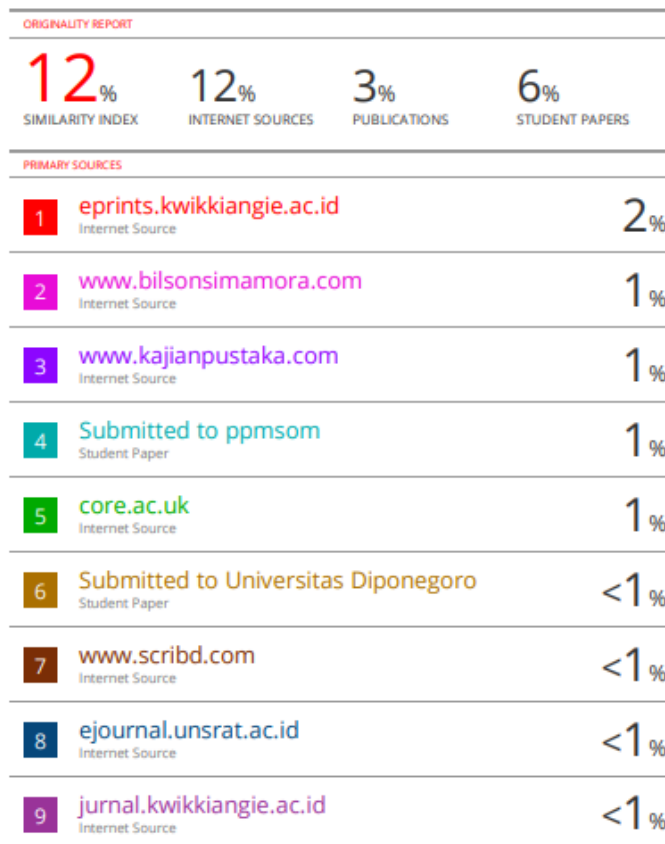 ORIGINALITY REPORT
12% 12% 3% 6%
SIMILARITY INDEX INTERNET SOURCES PUBLICATIONS STUDENT PAPERS
PRIMARY SOURCES
1 eprints.kwikkiangie.ac.id 2%
Internet Source
2 www.bilsonsimamora.com 1%
Internet Source
3 www.kajianpustaka.com 1%
Internet Source
4 Submitted to ppmsom 1%
Student Paper
5 core.ac.uk 1%
Internet Source
6 Submitted to Universitas Diponegoro <1%
Student Paper
7 www.scribd.com <1%
Internet Source
8 ejournal.unsrat.ac.id <1%
Internet Source
9 jurnal.kwikkiangie.ac.id <1%
Internet Source